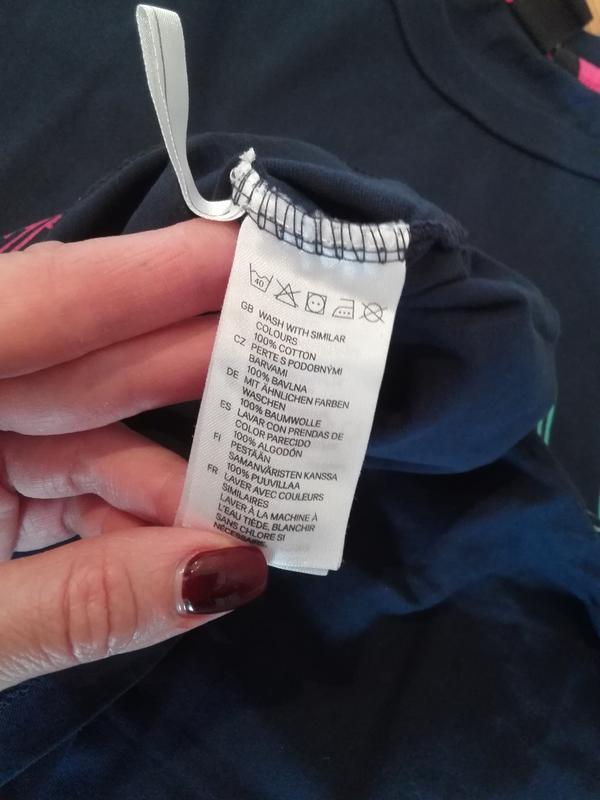 40
GB WASH WITH SIMILAR
COLOURS
100% COTTON
CZ PERTE S PODOBNÝMI
BARVAMI
100% BAVLNA
DE MIT ÄHNLICHEN FARBEN
WASCHEN
100% BAUMWOLLE
ES LAVAR CON PRENDAS DE
COLOR PARECIDO
100% ALGODÓN
FI PESTÄÄN
SAMANVÄRISTEN KANSSA
100% PUUVILLAA
FR LAVER AVEC COULEURS
SIMILAIRES
LAVER À LA MACHINE À
L'EAU TIÈDE, BLANCHIR
SANS CHLORE SI
NÉCESSAIRE.